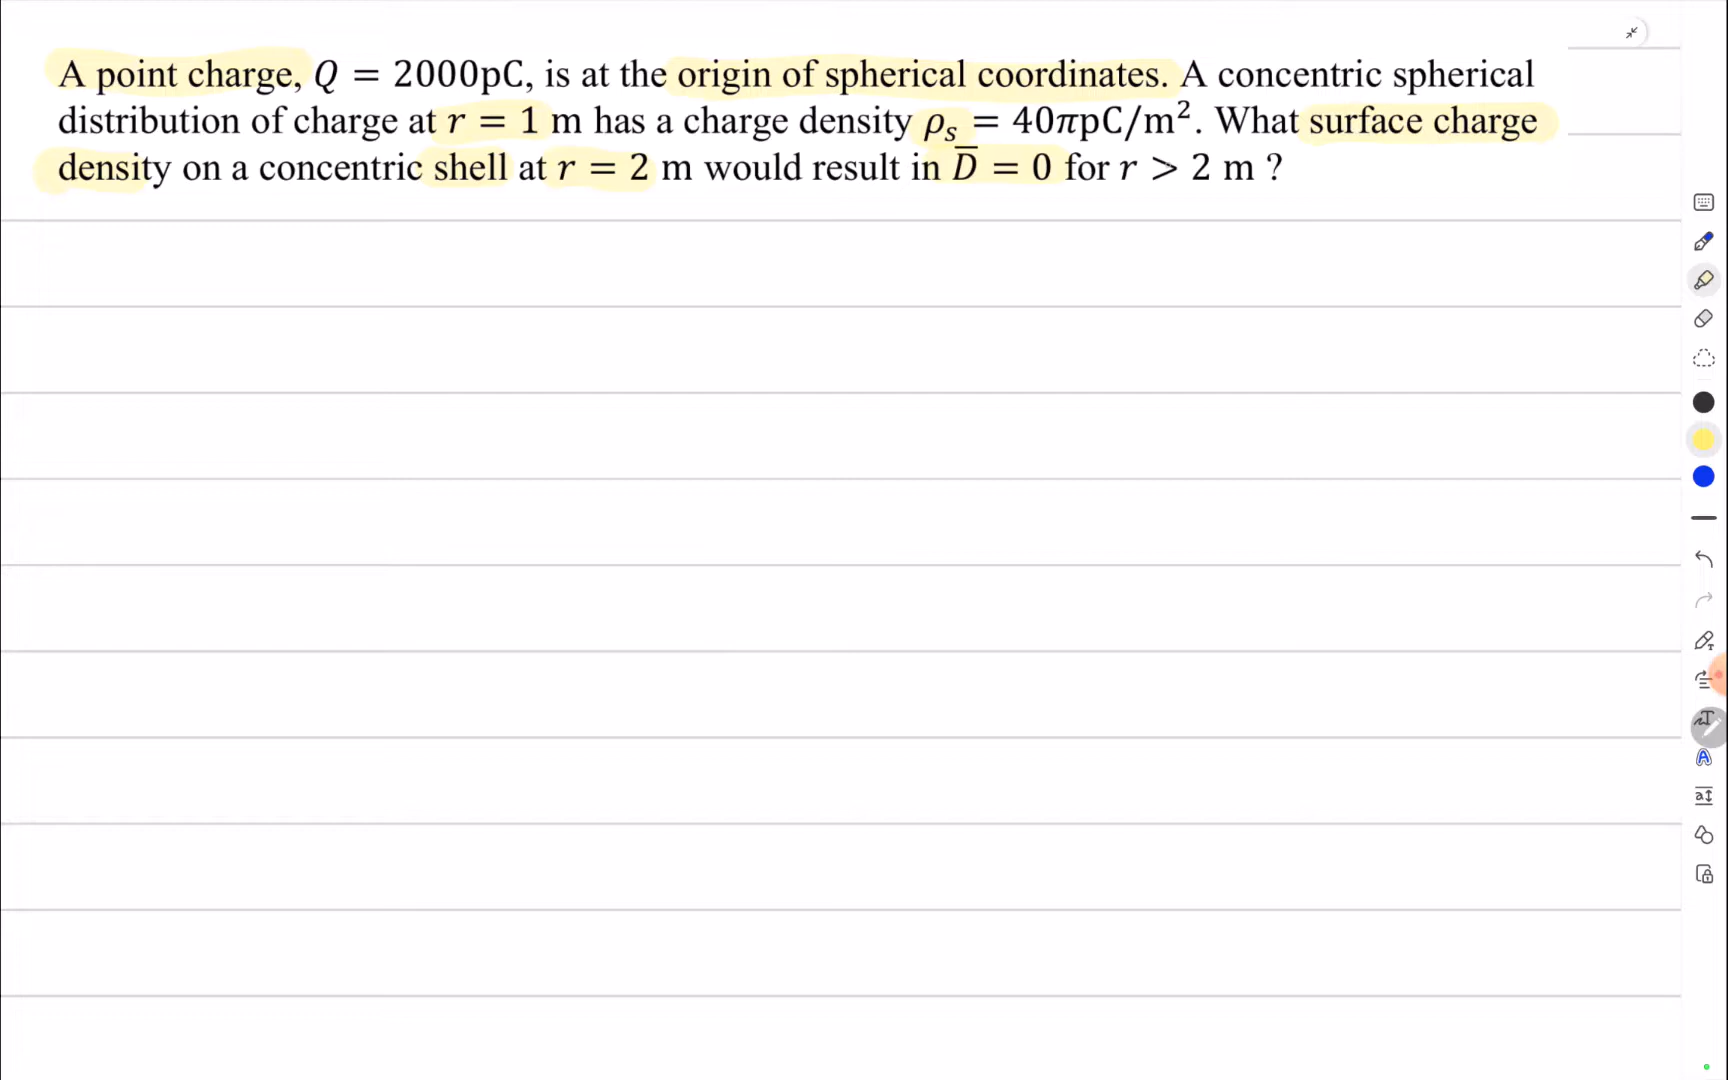 A point charge, Q = 2000pC, is at the origin of spherical coordinates. A concentric spherical
distribution of charge at r = 1 m has a charge density ρₛ = 40πpC/m². What surface charge
density on a concentric shell at r = 2 m would result in D̅ = 0 for r > 2 m ?